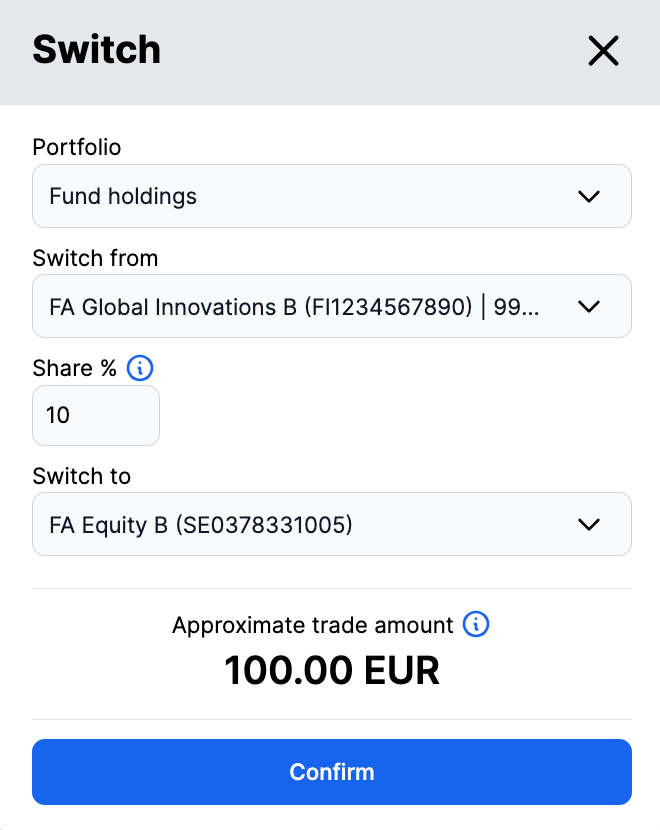 Switch
Portfolio
Fund holdings
Switch from
FA Global Innovations B (FI1234567890) | 99...
Share %
10
Switch to
FA Equity B (SE0378331005)
Approximate trade amount
100.00 EUR
Confirm